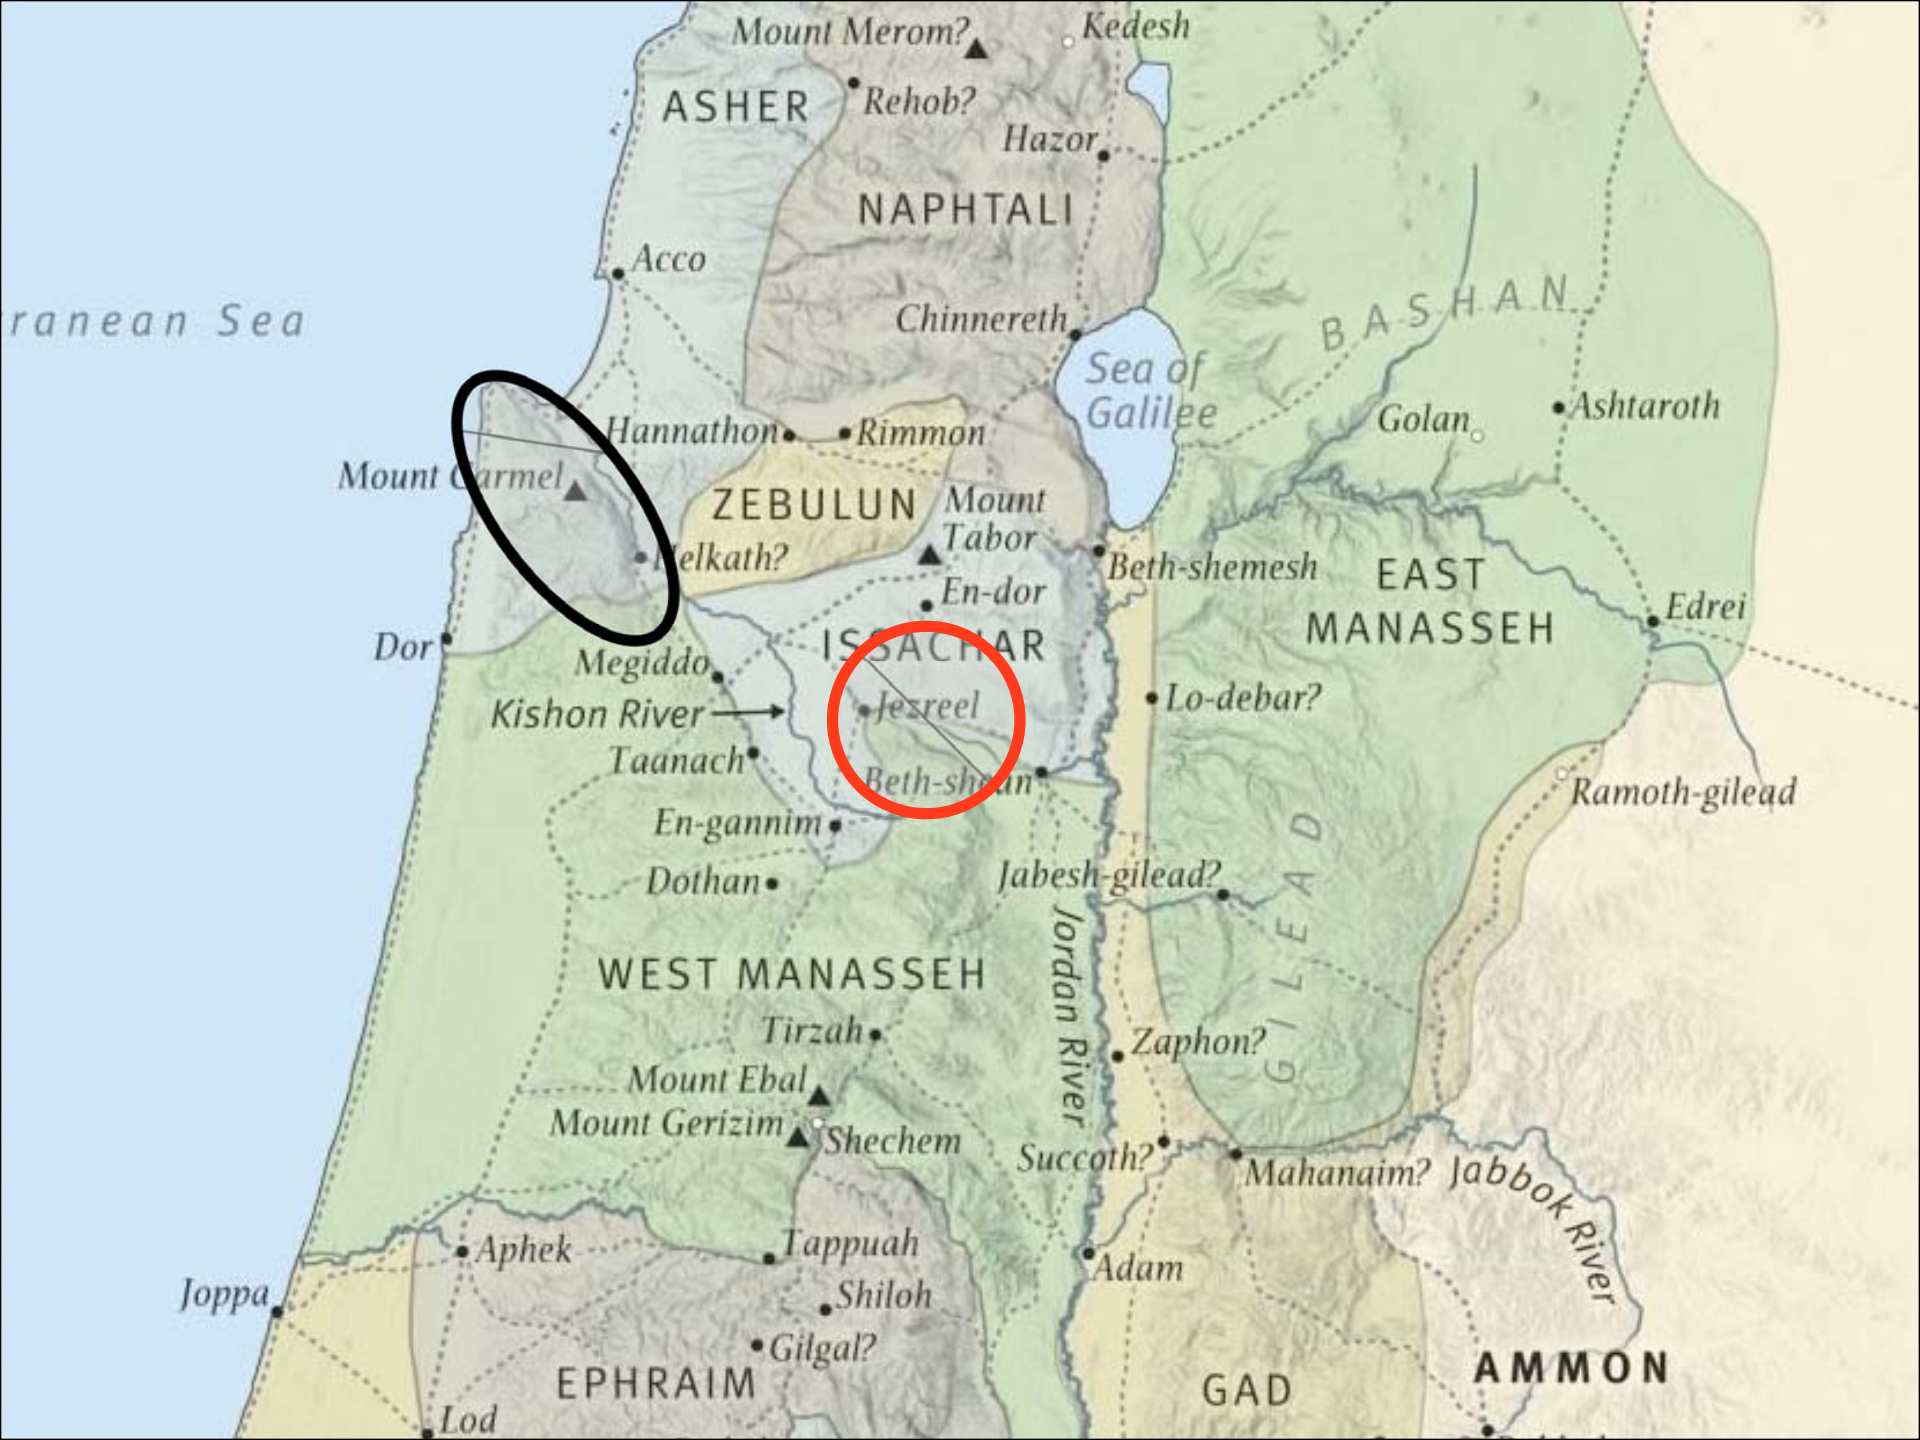 Mount Merom?
Kedesh
ASHER
Rehob?
Hazor
NAPHTALI
Acco
ranean Sea
Chinnereth
BASHAN
Sea of
Galilee
Golan
Ashtaroth
Hannathon
Rimmon
Mount Carmel
ZEBULUN
Mount
Tabor
Helkath?
Beth-shemesh
EAST
MANASSEH
En-dor
Edrei
Dor
ISSACHAR
Megiddo
Jezreel
Lo-debar?
Kishon River
Taanach
Beth-shean
Ramoth-gilead
En-gannim
GILEAD
Dothan
Jabesh-gilead?
Jordan River
WEST MANASSEH
Tirzah
Zaphon?
Mount Ebal
Mount Gerizim
Shechem
Succoth?
Mahanaim?
Jabbok River
Aphek
Tappuah
Adam
Joppa
Shiloh
Gilgal?
EPHRAIM
GAD
AMMON
Lod